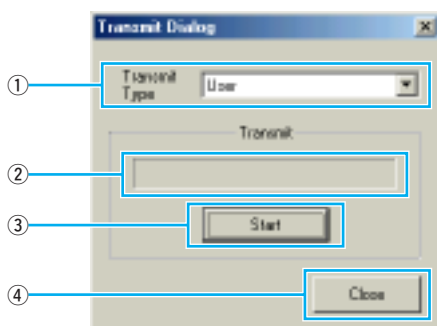 Transmit Dialog
① Transmit Type User
Transmit
②
③ Start
④ Close